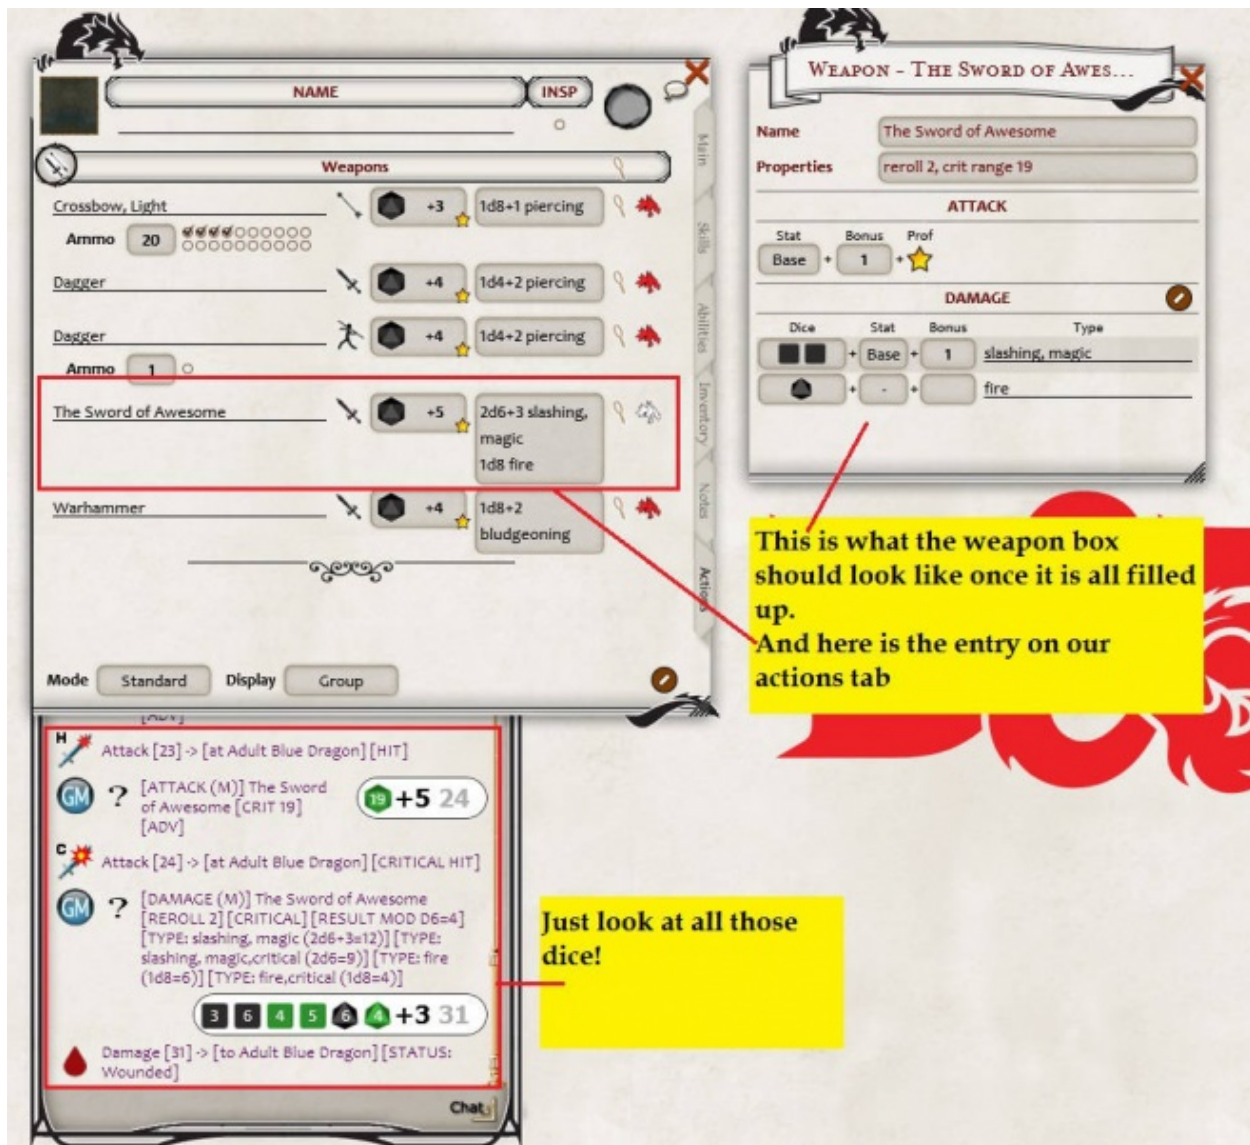 NAME
INSP
Weapons
Crossbow, Light
+3
1d8+1 piercing
Ammo 20
Dagger
+4
1d4+2 piercing
Dagger
+4
1d4+2 piercing
Ammo 1
The Sword of Awesome
+5
2d6+3 slashing,
magic
1d8 fire
Warhammer
+4
1d8+2
bludgeoning
Mode Standard Display Group
Main
Skills
Abilities
Inventory
Notes
Actions
WEAPON - THE SWORD OF AWES...
Name The Sword of Awesome
Properties reroll 2, crit range 19
ATTACK
Stat Bonus Prof
Base + 1 +
DAMAGE
Dice Stat Bonus Type
+ Base + 1 slashing, magic
+ - + fire
This is what the weapon box
should look like once it is all filled
up.
And here is the entry on our
actions tab
[ADV]
H
Attack [23] -> [at Adult Blue Dragon] [HIT]
GM ? [ATTACK (M)] The Sword
of Awesome [CRIT 19]
[ADV]
19 +5 24
C
Attack [24] -> [at Adult Blue Dragon] [CRITICAL HIT]
GM ? [DAMAGE (M)] The Sword of Awesome
[REROLL 2] [CRITICAL] [RESULT MOD D6=4]
[TYPE: slashing, magic (2d6+3=12)] [TYPE:
slashing, magic,critical (2d6=9)] [TYPE: fire
(1d8=6)] [TYPE: fire,critical (1d8=4)]
3 6 4 5 6 4 +3 31
Damage [31] -> [to Adult Blue Dragon] [STATUS:
Wounded]
Chat
Just look at all those
dice!